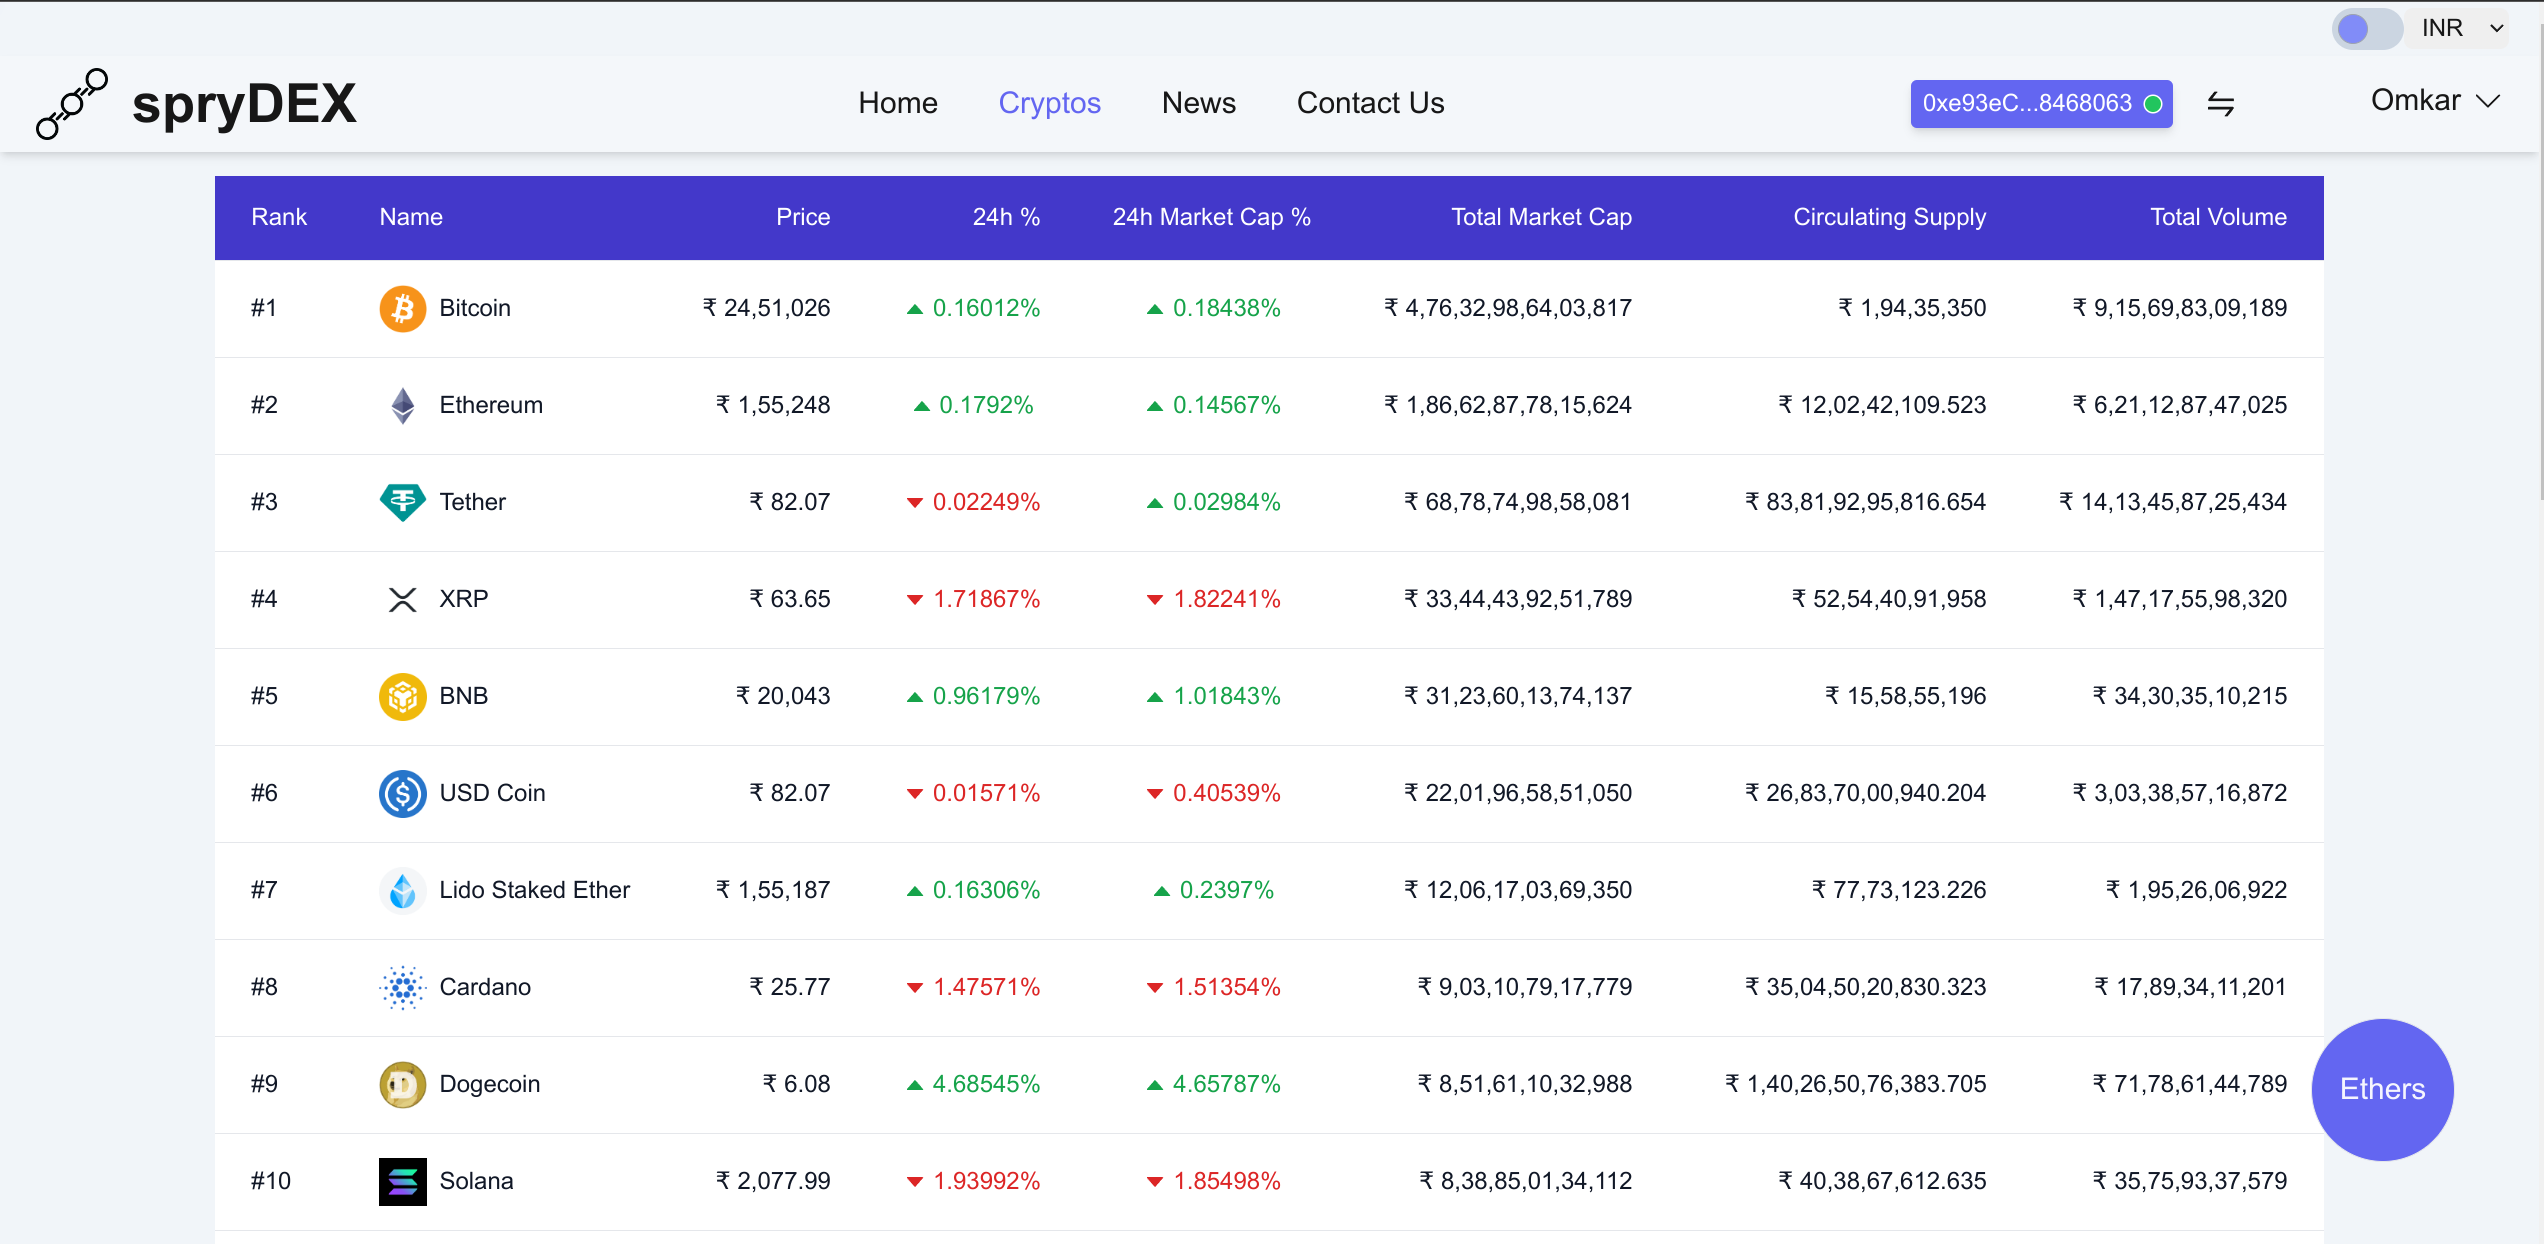 INR
spryDEX Home Cryptos News Contact Us 0xe93eC...8468063 Omkar
Rank Name Price 24h % 24h Market Cap % Total Market Cap Circulating Supply Total Volume
#1 Bitcoin ₹ 24,51,026 0.16012% 0.18438% ₹ 4,76,32,98,64,03,817 ₹ 1,94,35,350 ₹ 9,15,69,83,09,189
#2 Ethereum ₹ 1,55,248 0.1792% 0.14567% ₹ 1,86,62,87,78,15,624 ₹ 12,02,42,109.523 ₹ 6,21,12,87,47,025
#3 Tether ₹ 82.07 0.02249% 0.02984% ₹ 68,78,74,98,58,081 ₹ 83,81,92,95,816.654 ₹ 14,13,45,87,25,434
#4 XRP ₹ 63.65 1.71867% 1.82241% ₹ 33,44,43,92,51,789 ₹ 52,54,40,91,958 ₹ 1,47,17,55,98,320
#5 BNB ₹ 20,043 0.96179% 1.01843% ₹ 31,23,60,13,74,137 ₹ 15,58,55,196 ₹ 34,30,35,10,215
#6 USD Coin ₹ 82.07 0.01571% 0.40539% ₹ 22,01,96,58,51,050 ₹ 26,83,70,00,940.204 ₹ 3,03,38,57,16,872
#7 Lido Staked Ether ₹ 1,55,187 0.16306% 0.2397% ₹ 12,06,17,03,69,350 ₹ 77,73,123.226 ₹ 1,95,26,06,922
#8 Cardano ₹ 25.77 1.47571% 1.51354% ₹ 9,03,10,79,17,779 ₹ 35,04,50,20,830.323 ₹ 17,89,34,11,201
#9 Dogecoin ₹ 6.08 4.68545% 4.65787% ₹ 8,51,61,10,32,988 ₹ 1,40,26,50,76,383.705 ₹ 71,78,61,44,789
Ethers
#10 Solana ₹ 2,077.99 1.93992% 1.85498% ₹ 8,38,85,01,34,112 ₹ 40,38,67,612.635 ₹ 35,75,93,37,579